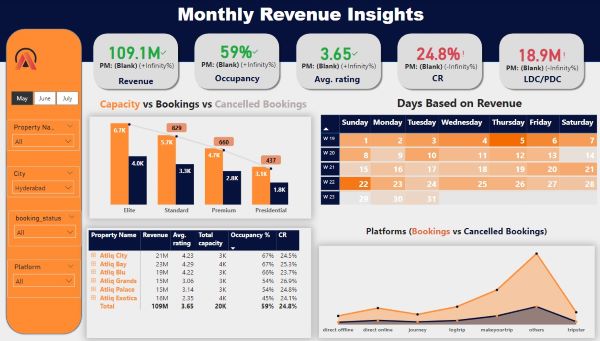 Monthly Revenue Insights
109.1M
PM: (Blank) (+Infinity%)
Revenue
59%
PM: (Blank) (+Infinity%)
Occupancy
3.65
PM: (Blank) (+Infinity%)
Avg. rating
24.8%
PM: (Blank) (-Infinity%)
CR
18.9M
PM: (Blank) (-Infinity%)
LDC/PDC
May June July
Property Na...
All
City
Hyderabad
booking_status
All
Platform
All
Capacity vs Bookings vs Cancelled Bookings
829 660 437
6.7K 5.7K 4.7K 3.1K
4.0K 3.3K 2.8K 1.8K
Elite Standard Premium Presidential
Days Based on Revenue
Sunday Monday Tuesday Wednesday Thursday Friday Saturday
W 19 1 2 3 4 5 6 7
W 20 8 9 10 11 12 13 14
W 21 15 16 17 18 19 20 21
W 22 22 23 24 25 26 27 28
W 23 29 30 31
Property Name Revenue Avg. rating Total capacity Occupancy % CR
Atliq City 21M 4.23 3K 67% 24.5%
Atliq Bay 23M 4.29 4K 67% 25.3%
Atliq Blu 19M 4.22 3K 66% 23.7%
Atliq Grands 15M 3.06 3K 54% 26.9%
Atliq Palace 15M 3.14 3K 54% 24.8%
Atliq Exotica 16M 2.35 4K 45% 24.1%
Total 109M 3.65 20K 59% 24.8%
Platforms (Bookings vs Cancelled Bookings)
direct offline direct online journey logtrip makeyourtrip others tripster